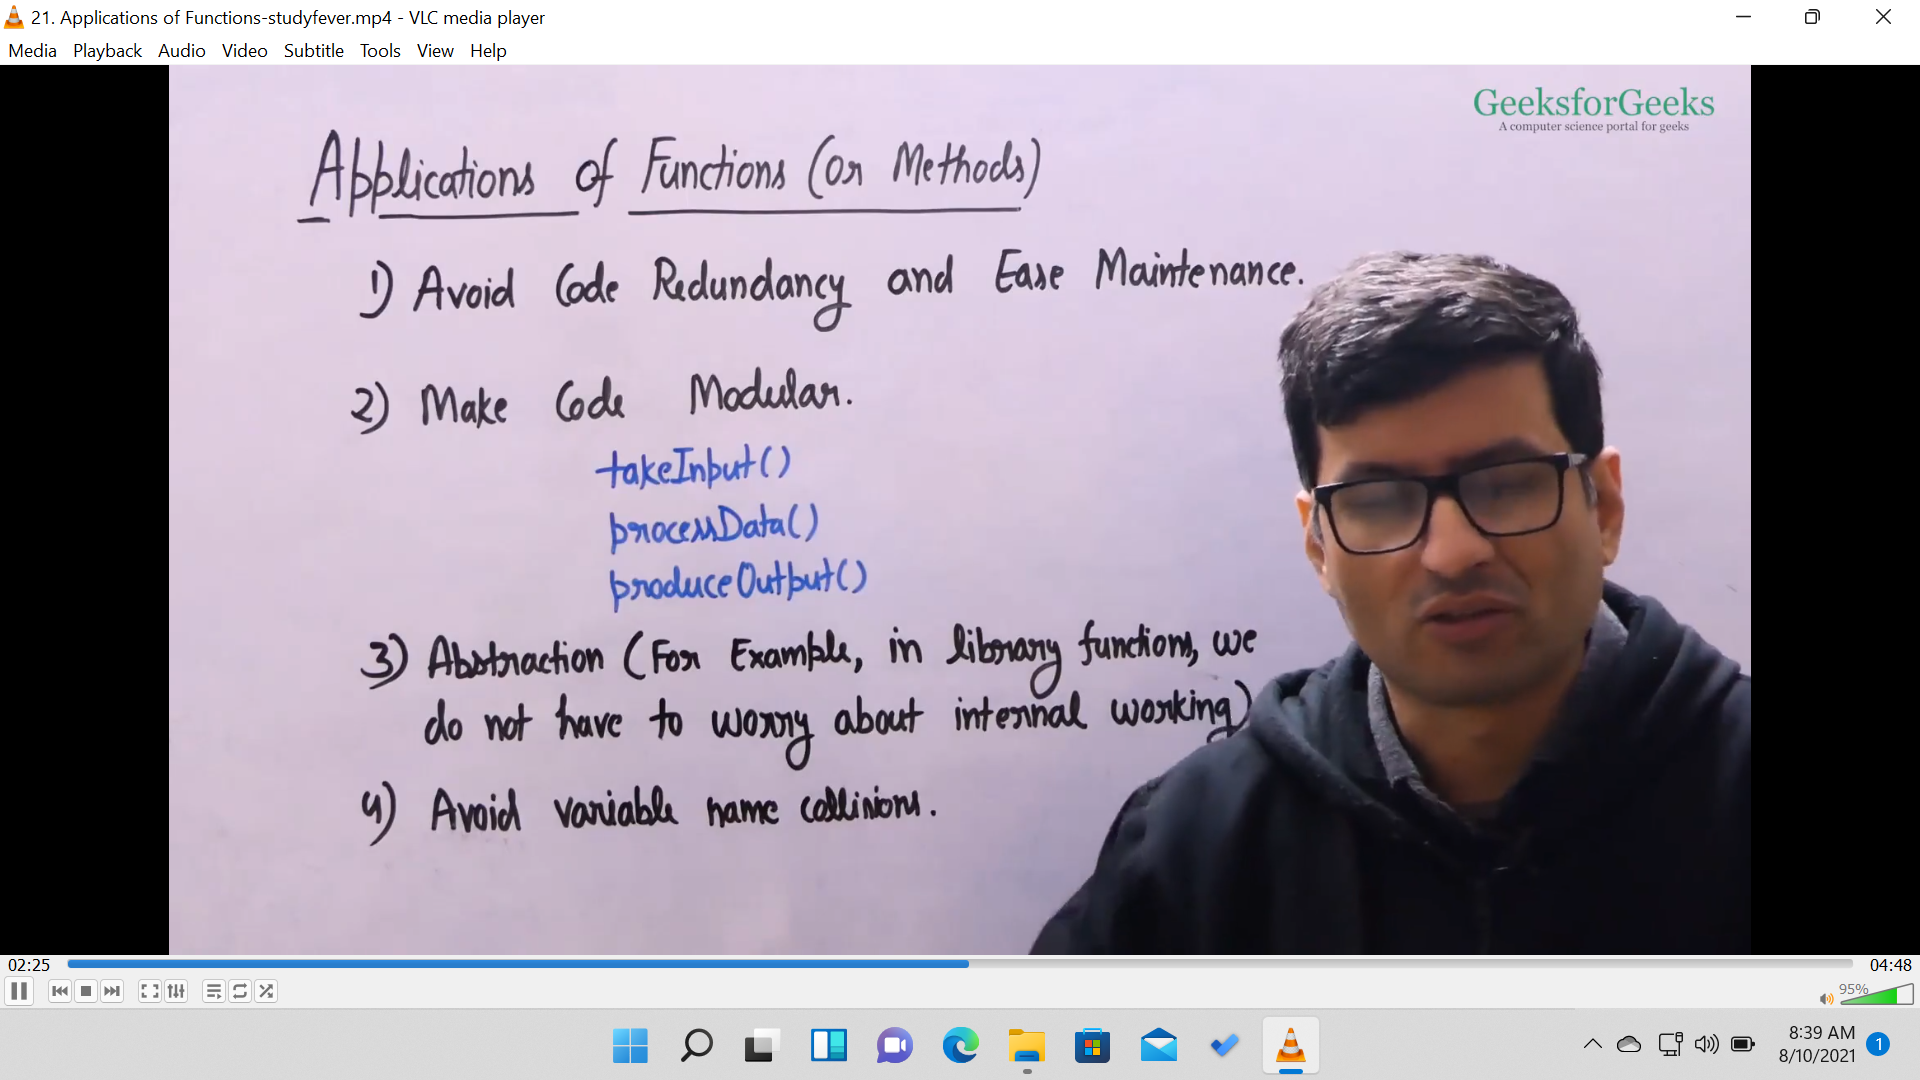 21. Applications of Functions-studyfever.mp4 - VLC media player
Media Playback Audio Video Subtitle Tools View Help
GeeksforGeeks
A computer science portal for geeks
Applications of Functions (or Methods)
1) Avoid Code Redundancy and Ease Maintenance.
2) Make Code Modular.
takeInput()
processData()
produceOutput()
3) Abstraction (For Example, in library functions, we
do not have to worry about internal working)
4) Avoid variable name collisions.
02:25
04:48
95%
8:39 AM
8/10/2021
1